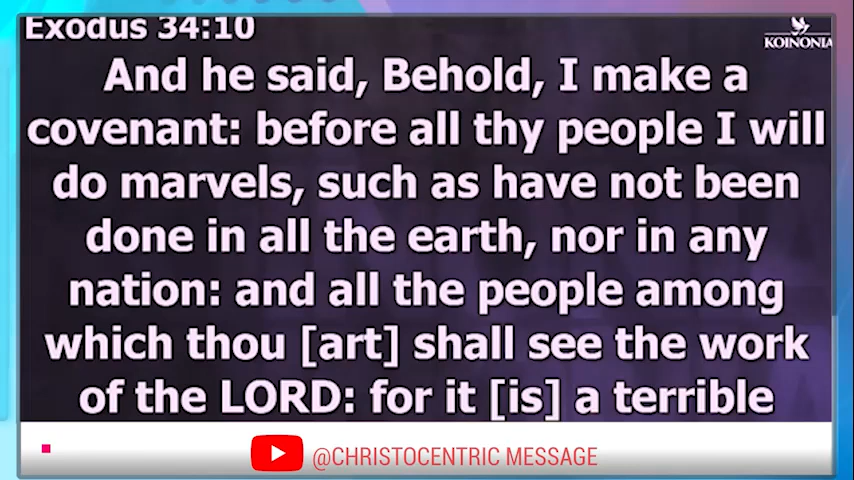 Exodus 34:10
KOINONIA
And he said, Behold, I make a
covenant: before all thy people I will
do marvels, such as have not been
done in all the earth, nor in any
nation: and all the people among
which thou [art] shall see the work
of the LORD: for it [is] a terrible
@CHRISTOCENTRIC MESSAGE